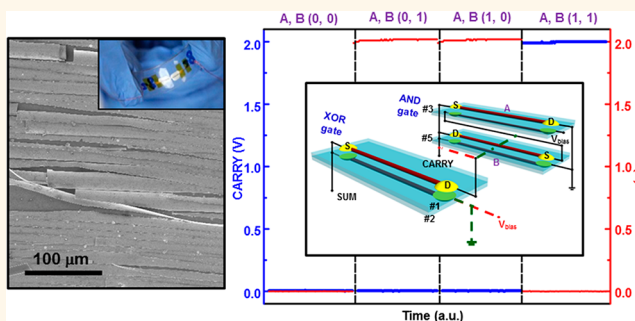 A, B (0, 0) A, B (0, 1) A, B (1, 0) A, B (1, 1)
2.0 2.0
1.5 1.5
1.0 1.0
0.5 0.5
0.0 0.0
CARRY (V)
Time (a.u.)
100 μm
XOR
gate
AND
gate
#3
#5
S
A
D
V bias
D
B
S
CARRY
S
D
SUM
#1
#2
V bias